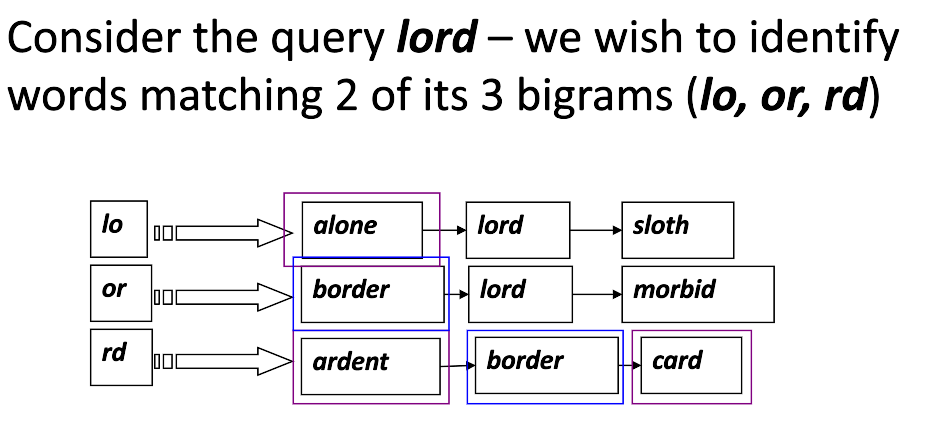 Consider the query lord – we wish to identify
words matching 2 of its 3 bigrams (lo, or, rd)
lo alone lord sloth
or border lord morbid
rd ardent border card